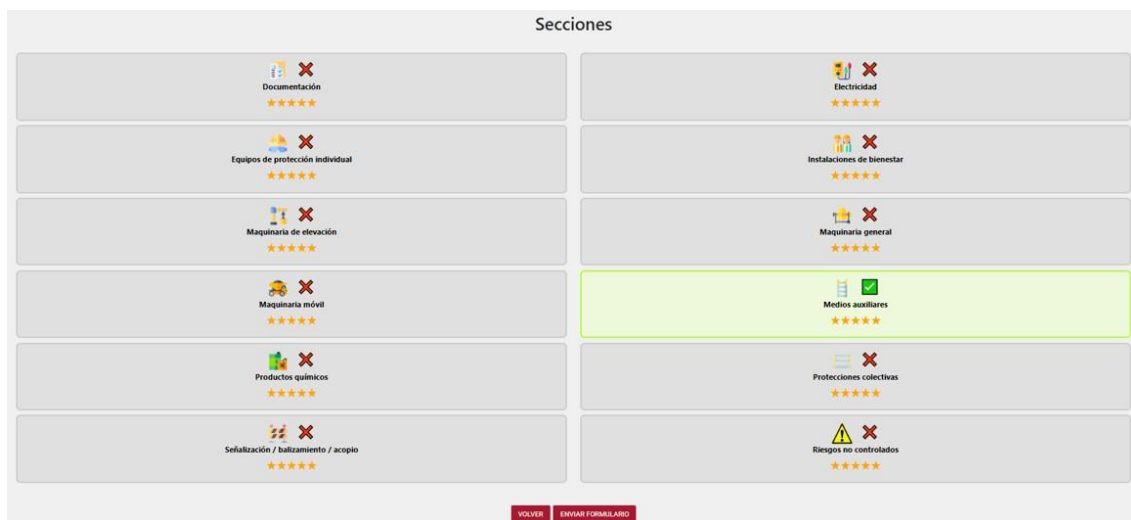 Secciones
Documentación
Electricidad
Equipos de protección individual
Instalaciones de bienestar
Maquinaria de elevación
Maquinaria general
Maquinaria móvil
Medios auxiliares
Productos químicos
Protecciones colectivas
Señalización / balizamiento / acopio
Riesgos no controlados
VOLVER ENVIAR FORMULARIO